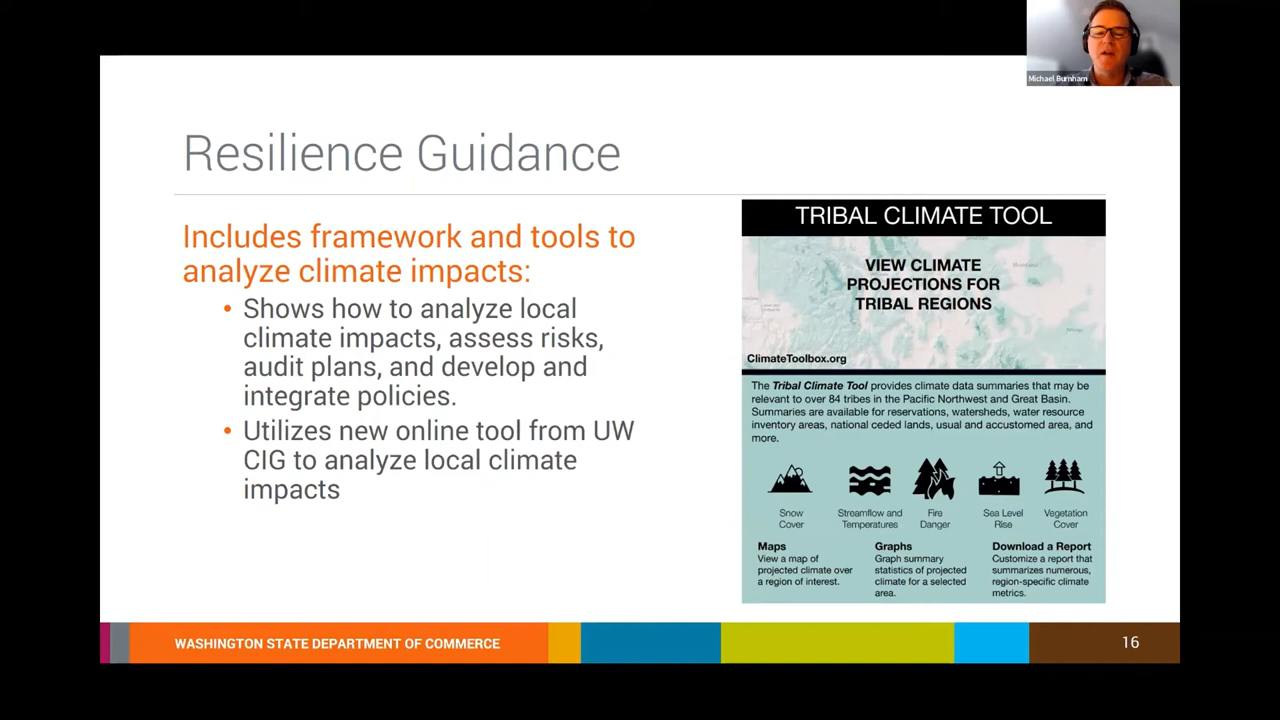 Michael Burnham
Resilience Guidance
Includes framework and tools to
analyze climate impacts:
• Shows how to analyze local
climate impacts, assess risks,
audit plans, and develop and
integrate policies.
• Utilizes new online tool from UW
CIG to analyze local climate
impacts
TRIBAL CLIMATE TOOL
VIEW CLIMATE
PROJECTIONS FOR
TRIBAL REGIONS
ClimateToolbox.org
The Tribal Climate Tool provides climate data summaries that may be
relevant to over 84 tribes in the Pacific Northwest and Great Basin.
Summaries are available for reservations, watersheds, water resource
inventory areas, national ceded lands, usual and accustomed area, and
more.
Snow
Cover
Streamflow and
Temperatures
Fire
Danger
Sea Level
Rise
Vegetation
Cover
Maps
View a map of
projected climate over
a region of interest.
Graphs
Graph summary
statistics of projected
climate for a selected
area.
Download a Report
Customize a report that
summarizes numerous,
region-specific climate
metrics.
WASHINGTON STATE DEPARTMENT OF COMMERCE
16